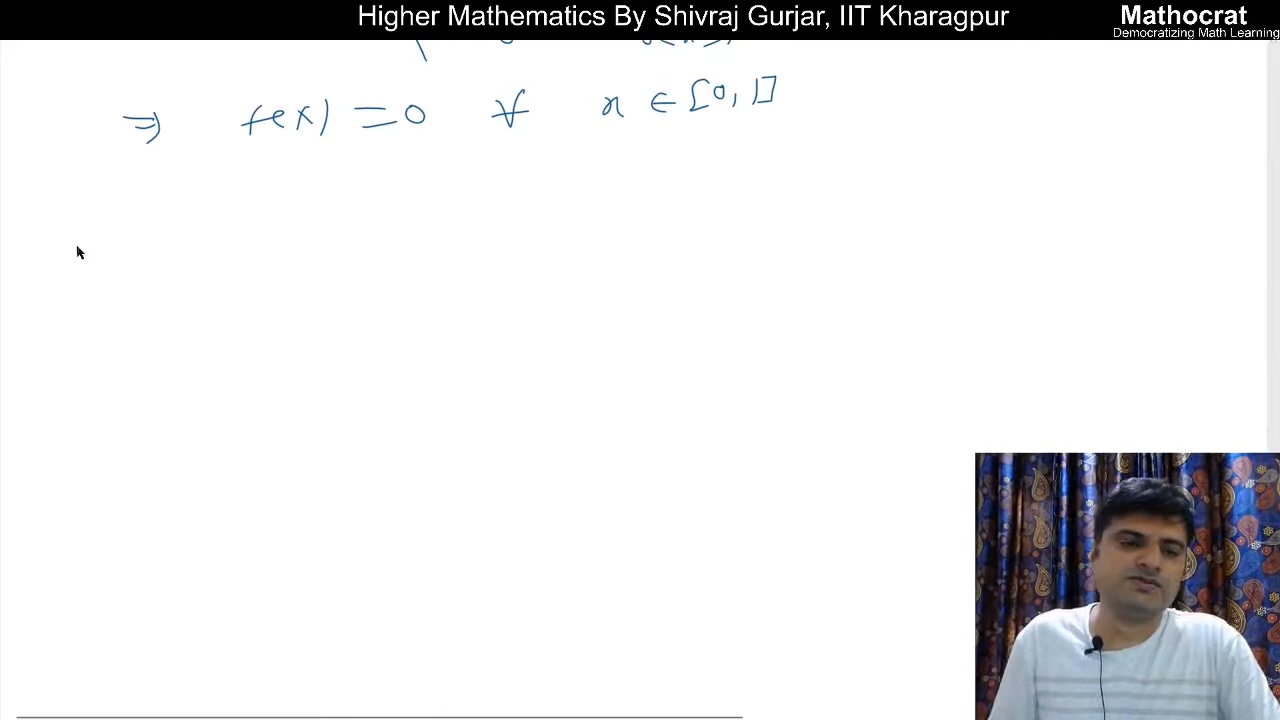 Higher Mathematics By Shivraj Gurjar, IIT Kharagpur
Mathocrat
Democratizing Math Learning
⇒ f(x) = 0 ∀ x ∈ [0, 1]